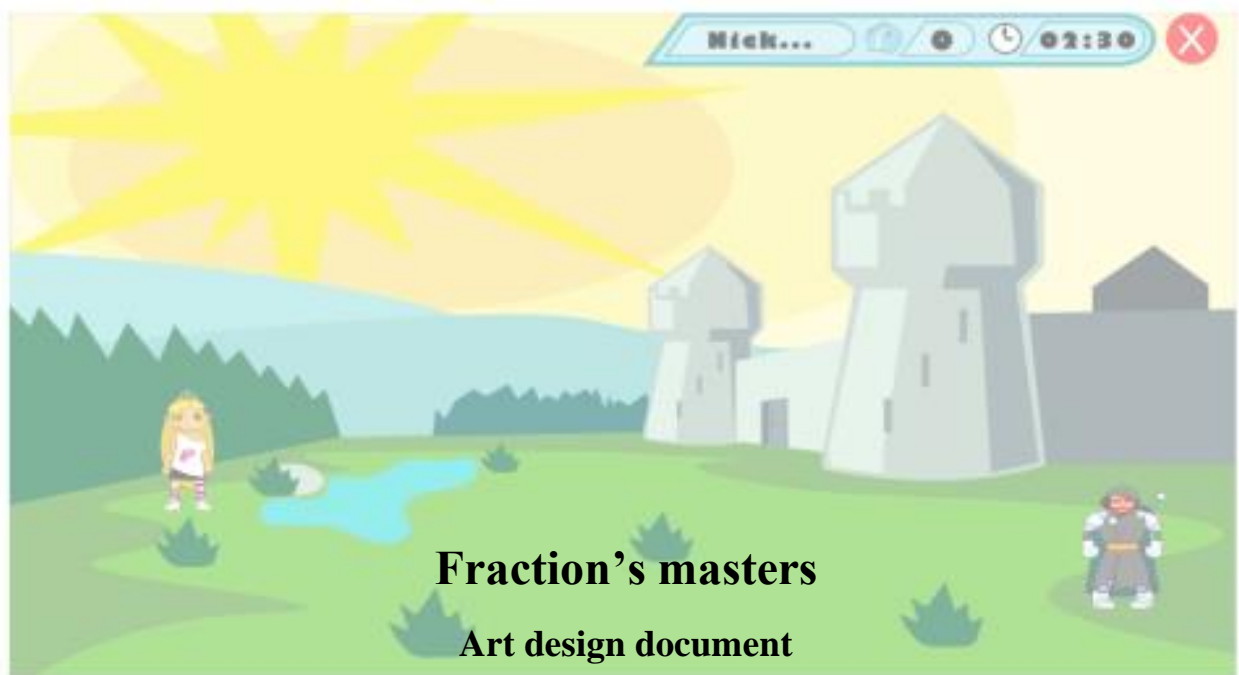 Nick... 0 02:30 X
Fraction’s masters
Art design document